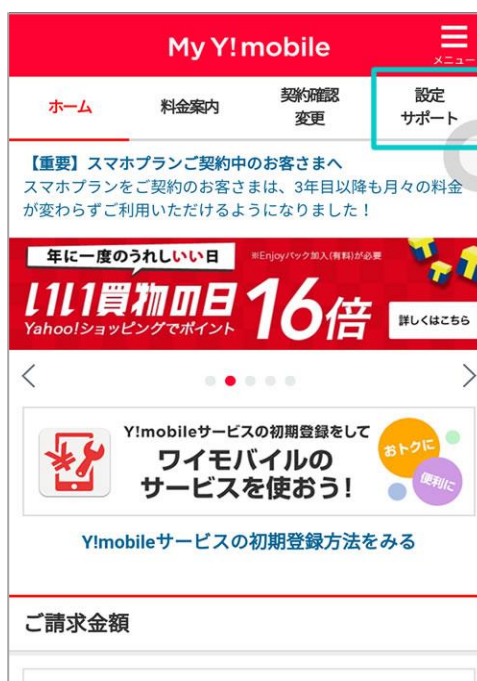 My Y!mobile
メニュー
ホーム
料金案内
契約確認
変更
設定
サポート
【重要】スマホプランご契約中のお客さまへ
スマホプランをご契約のお客さまは、3年目以降も月々の料金
が変わらずご利用いただけるようになりました！
年に一度のうれしいいい日
※Enjoyパック加入(有料)が必要
いい買物の日
16倍
Yahoo!ショッピングでポイント
詳しくはこちら
Y!mobileサービスの初期登録をして
ワイモバイルの
サービスを使おう!
おトクに
便利に
Y!mobileサービスの初期登録方法をみる
ご請求金額